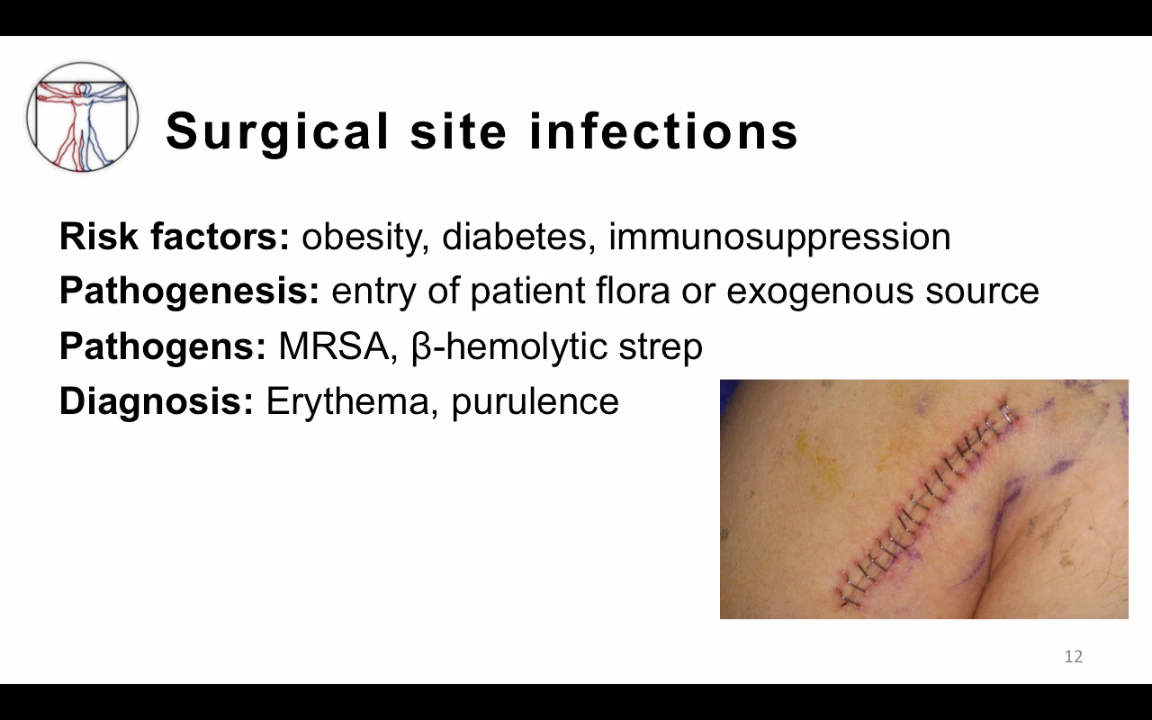 Surgical site infections
Risk factors: obesity, diabetes, immunosuppression
Pathogenesis: entry of patient flora or exogenous source
Pathogens: MRSA, β-hemolytic strep
Diagnosis: Erythema, purulence
12